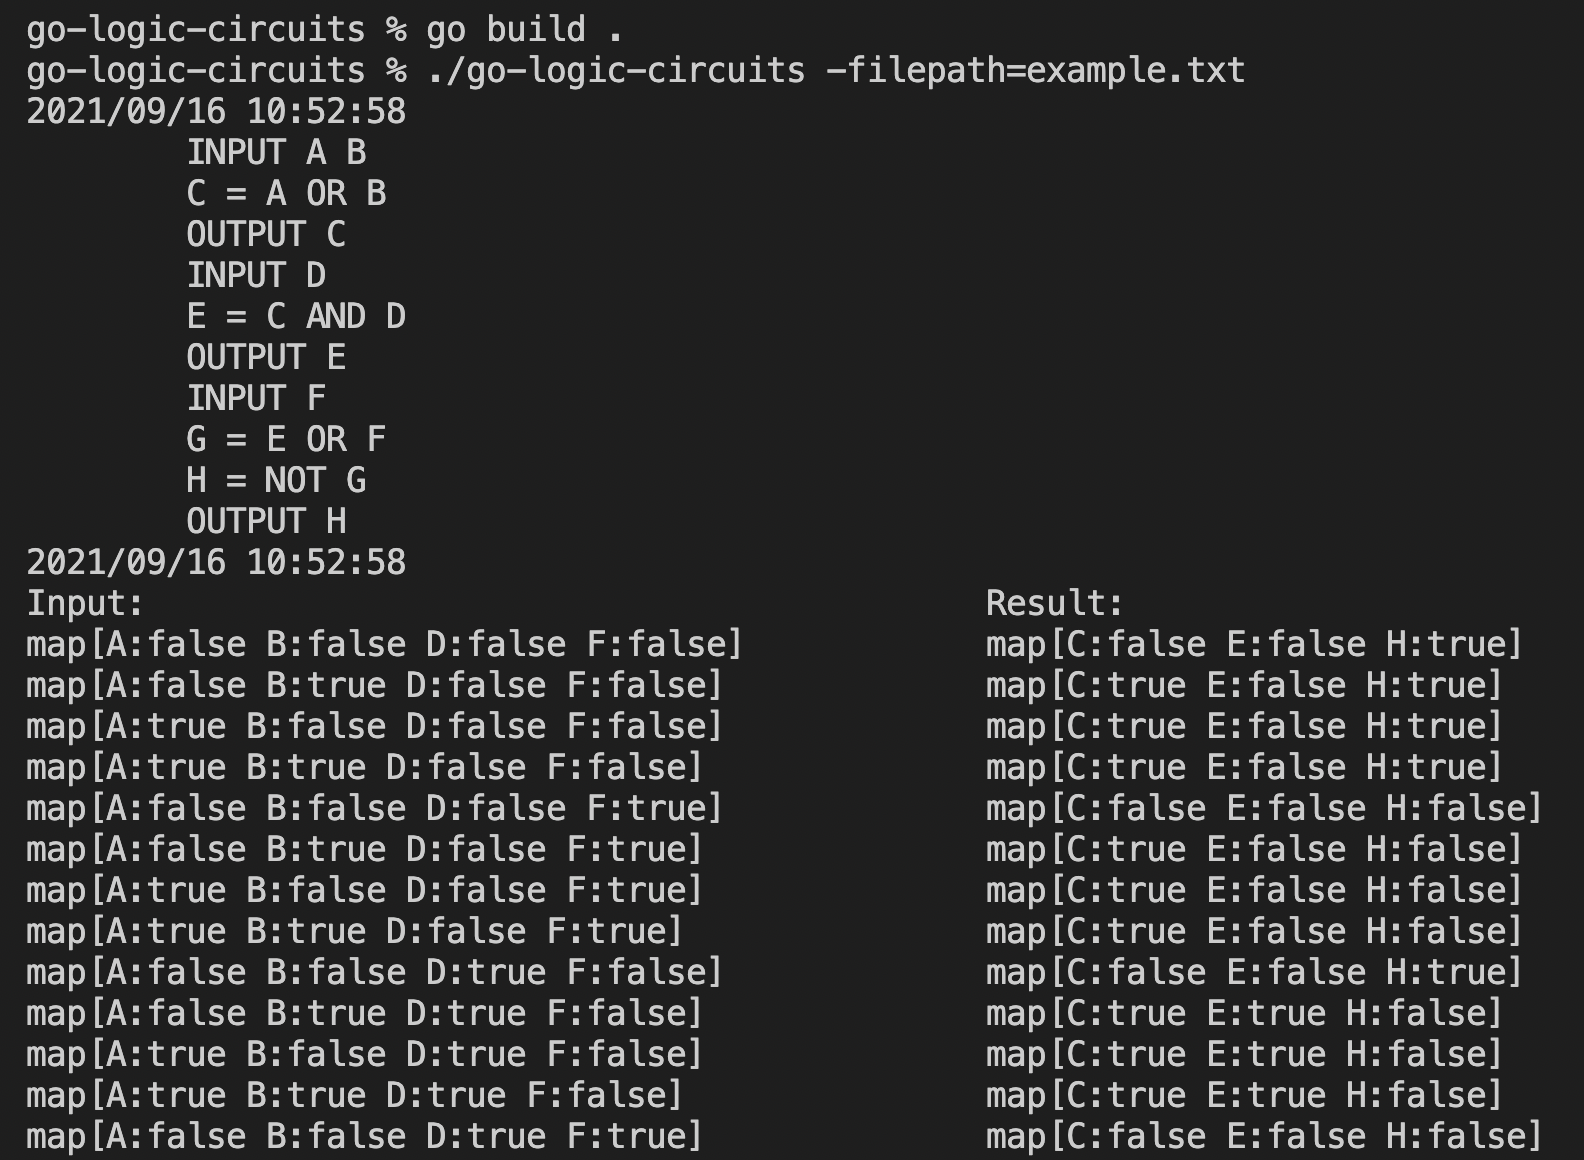 go-logic-circuits % go build .
go-logic-circuits % ./go-logic-circuits -filepath=example.txt
2021/09/16 10:52:58
INPUT A B
C = A OR B
OUTPUT C
INPUT D
E = C AND D
OUTPUT E
INPUT F
G = E OR F
H = NOT G
OUTPUT H
2021/09/16 10:52:58
Input: Result:
map[A:false B:false D:false F:false] map[C:false E:false H:true]
map[A:false B:true D:false F:false] map[C:true E:false H:true]
map[A:true B:false D:false F:false] map[C:true E:false H:true]
map[A:true B:true D:false F:false] map[C:true E:false H:true]
map[A:false B:false D:false F:true] map[C:false E:false H:false]
map[A:false B:true D:false F:true] map[C:true E:false H:false]
map[A:true B:false D:false F:true] map[C:true E:false H:false]
map[A:true B:true D:false F:true] map[C:true E:false H:false]
map[A:false B:false D:true F:false] map[C:false E:false H:true]
map[A:false B:true D:true F:false] map[C:true E:true H:false]
map[A:true B:false D:true F:false] map[C:true E:true H:false]
map[A:true B:true D:true F:false] map[C:true E:true H:false]
map[A:false B:false D:true F:true] map[C:false E:false H:false]